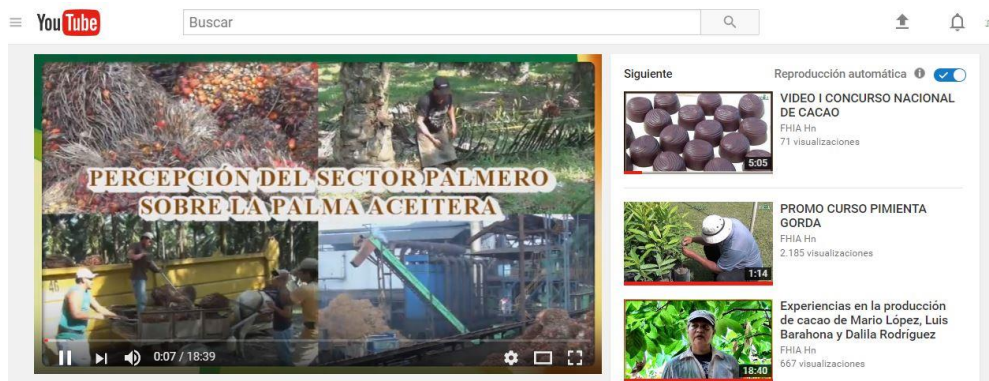 YouTube
Buscar
PERCEPCIÓN DEL SECTOR PALMERO
SOBRE LA PALMA ACEITERA
0:07 / 18:39
Siguiente
Reproducción automática
VIDEO I CONCURSO NACIONAL
DE CACAO
FHIA Hn
71 visualizaciones
5:05
PROMO CURSO PIMIENTA
GORDA
FHIA Hn
2.185 visualizaciones
1:14
Experiencias en la producción
de cacao de Mario López, Luis
Barahona y Dalila Rodríguez
FHIA Hn
667 visualizaciones
18:40